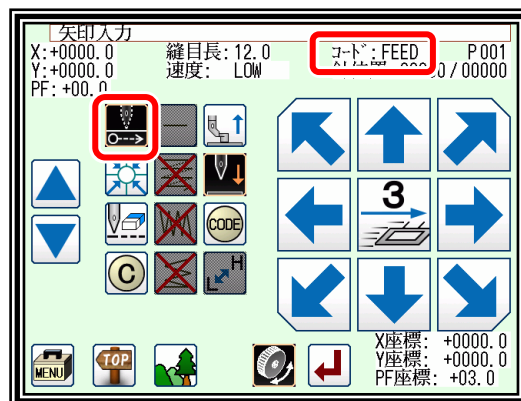 矢印入力
X:+0000.0 縫目長:12.0 コード:FEED P001
Y:+0000.0 速度: LOW 0/00000
PF:+00.0
3
CODE
C H
MENU TOP
X座標: +0000.0
Y座標: +0000.0
PF座標: +03.0